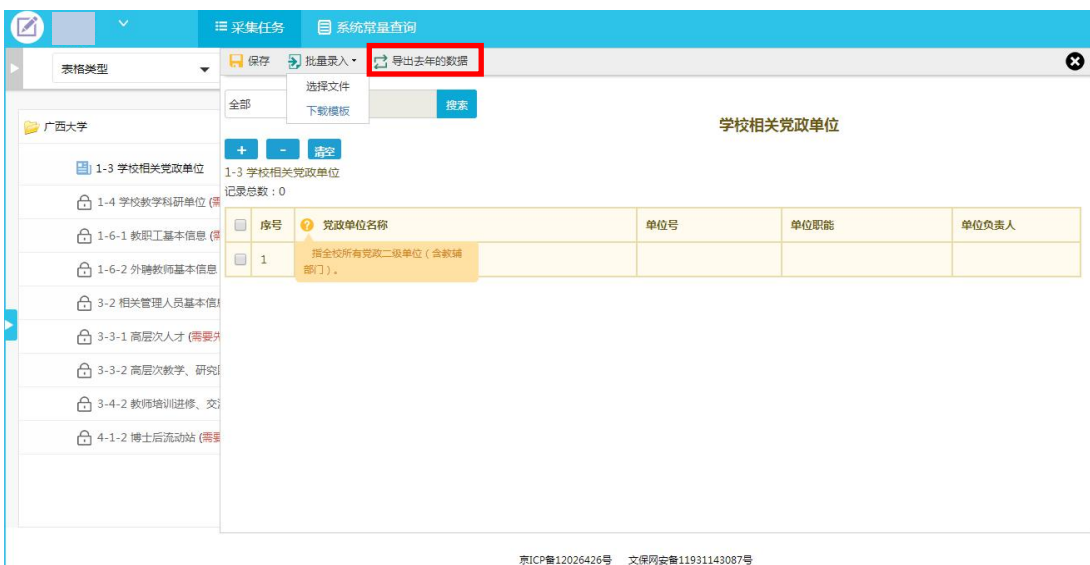 采集任务 系统常量查询
表格类型
保存 批量录入 导出去年的数据
选择文件
下载模板
全部 搜索
学校相关党政单位
+ - 清空
1-3 学校相关党政单位
记录总数：0
序号 党政单位名称 单位号 单位职能 单位负责人
1
指全校所有党政二级单位（含教辅
部门）。
广西大学
1-3 学校相关党政单位
1-4 学校教学科研单位 (需
1-6-1 教职工基本信息 (需
1-6-2 外聘教师基本信息
3-2 相关管理人员基本信息
3-3-1 高层次人才 (需要先
3-3-2 高层次教学、研究团
3-4-2 教师培训进修、交流
4-1-2 博士后流动站 (需要
京ICP备12026426号 文保网安备11931143087号